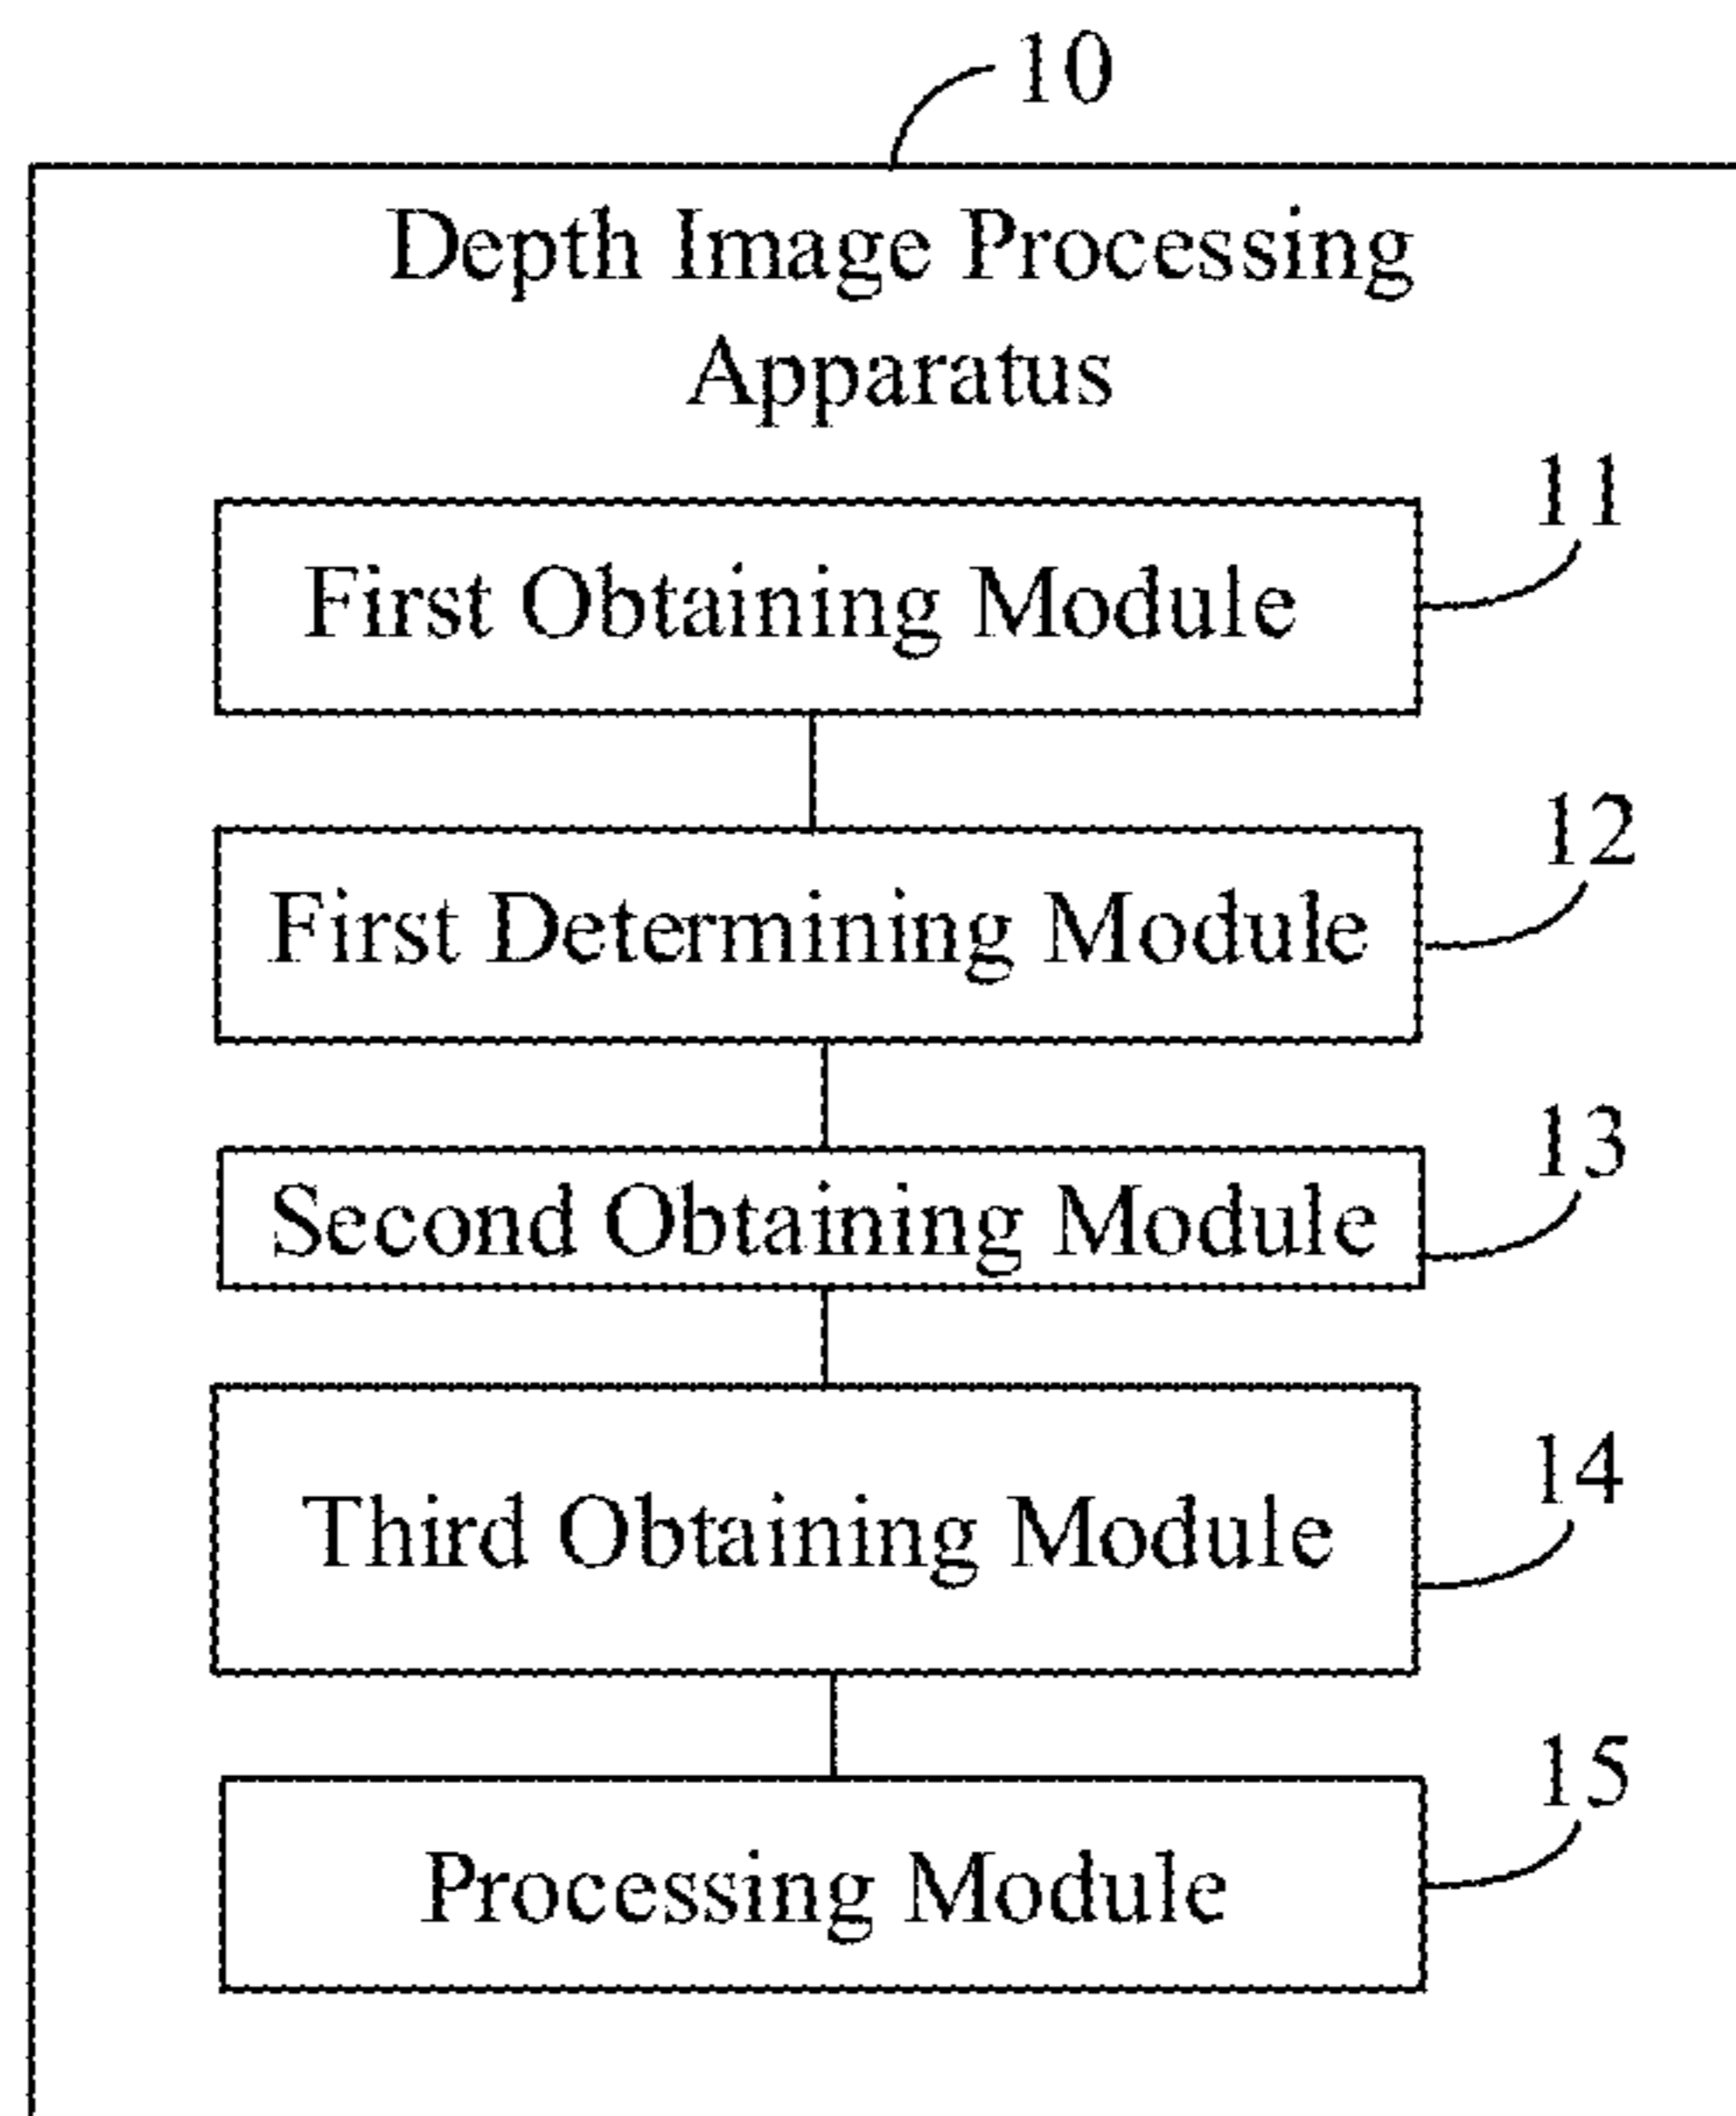 10
Depth Image Processing
Apparatus
11
First Obtaining Module
12
First Determining Module
13
Second Obtaining Module
14
Third Obtaining Module
15
Processing Module